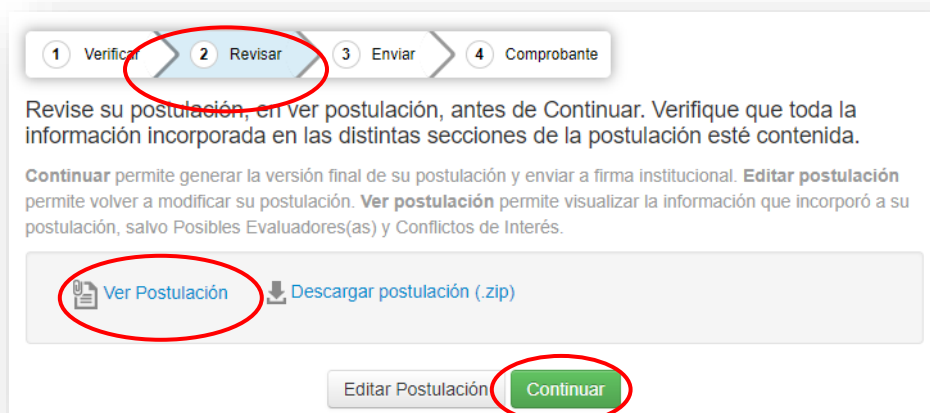 1 Verificar 2 Revisar 3 Enviar 4 Comprobante
Revise su postulación, en ver postulación, antes de Continuar. Verifique que toda la
información incorporada en las distintas secciones de la postulación esté contenida.
Continuar permite generar la versión final de su postulación y enviar a firma institucional. Editar postulación
permite volver a modificar su postulación. Ver postulación permite visualizar la información que incorporó a su
postulación, salvo Posibles Evaluadores(as) y Conflictos de Interés.
Ver Postulación Descargar postulación (.zip)
Editar Postulación Continuar